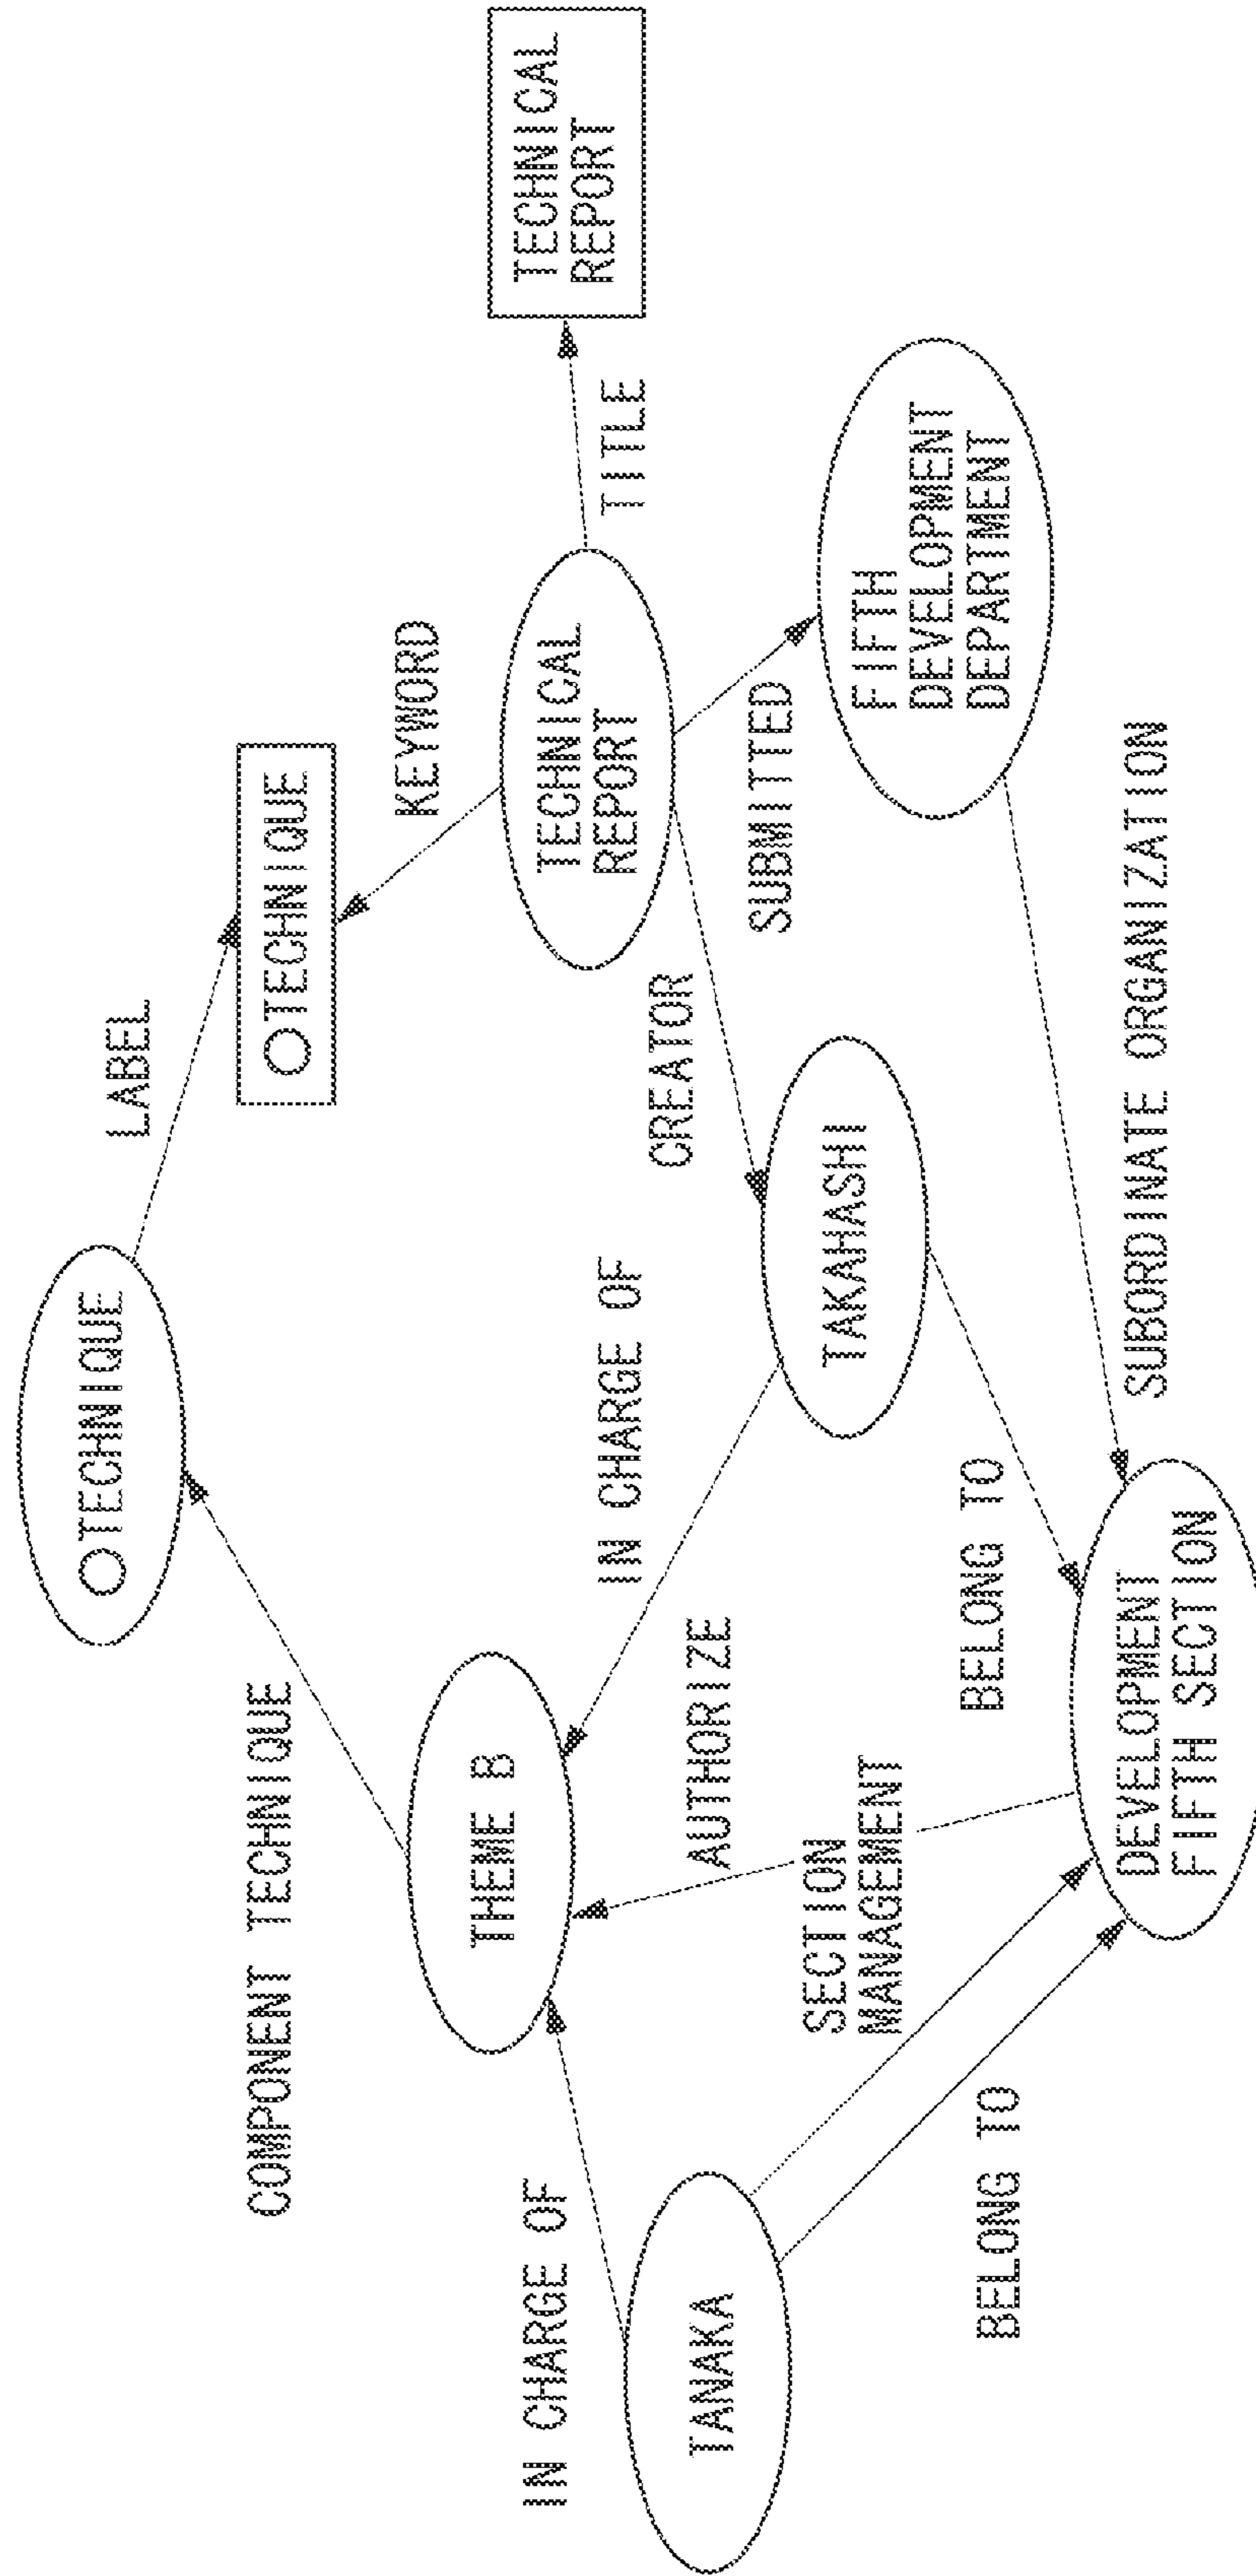 LABEL
○TECHNIQUE
○TECHNIQUE
COMPONENT TECHNIQUE
KEYWORD
TECHNICAL
REPORT
TITLE
TECHNICAL
REPORT
IN CHARGE OF
THEME B
IN CHARGE OF
CREATOR
SUBMITTED
AUTHORIZE
TANAKA
TAKAHASHI
FIFTH
DEVELOPMENT
DEPARTMENT
SECTION
MANAGEMENT
BELONG TO
BELONG TO
DEVELOPMENT
FIFTH SECTION
SUBORDINATE ORGANIZATION